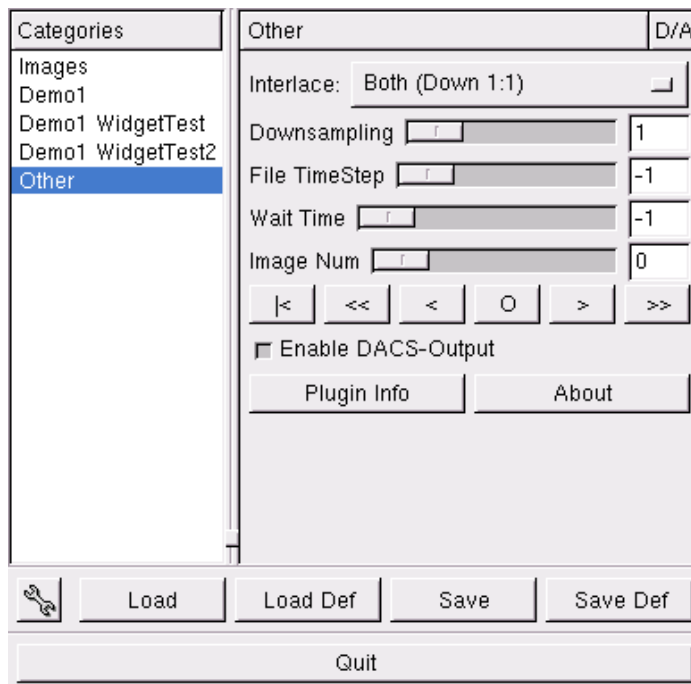 Categories
Images
Demo1
Demo1 WidgetTest
Demo1 WidgetTest2
Other
Other D/A
Interlace: Both (Down 1:1)
Downsampling 1
File TimeStep -1
Wait Time -1
Image Num 0
|< << < O > >>
Enable DACS-Output
Plugin Info About
Load Load Def Save Save Def
Quit